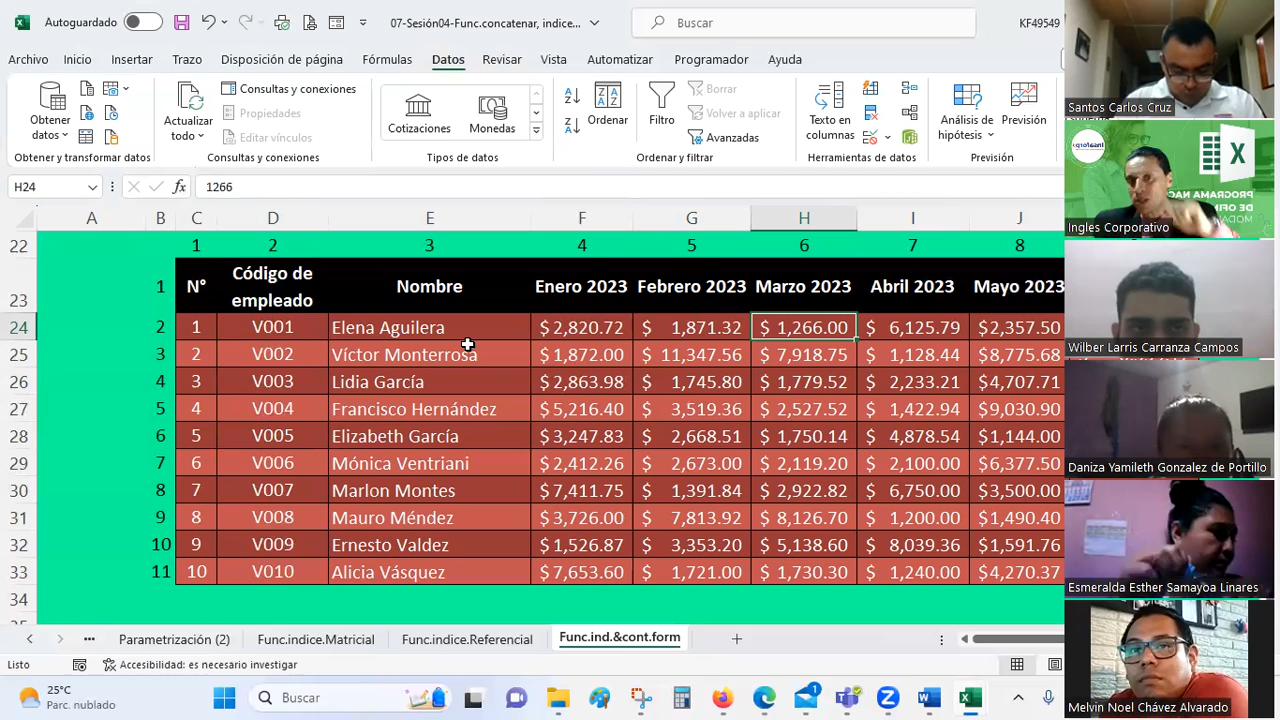 Autoguardado
07-Sesión04-Func.concatenar, indice...
Buscar
KF49549
Archivo Inicio Insertar Trazo Disposición de página Fórmulas Datos Revisar Vista Automatizar Programador Ayuda
Obtener datos
Actualizar todo
Consultas y conexiones
Propiedades
Editar vínculos
Cotizaciones
Monedas
Ordenar
Filtro
Borrar
Volver a aplicar
Avanzadas
Texto en columnas
Análisis de hipótesis
Previsión
Obtener y transformar datos
Consultas y conexiones
Tipos de datos
Ordenar y filtrar
Herramientas de datos
Previsión
H24
fx
1266
A B C D E F G H I J
22 1 2 3 4 5 6 7 8
23 1 N° Código de empleado Nombre Enero 2023 Febrero 2023 Marzo 2023 Abril 2023 Mayo 2023
24 2 1 V001 Elena Aguilera $ 2,820.72 $ 1,871.32 $ 1,266.00 $ 6,125.79 $2,357.50
25 3 2 V002 Víctor Monterrosa $ 1,872.00 $ 11,347.56 $ 7,918.75 $ 1,128.44 $8,775.68
26 4 3 V003 Lidia García $ 2,863.98 $ 1,745.80 $ 1,779.52 $ 2,233.21 $4,707.71
27 5 4 V004 Francisco Hernández $ 5,216.40 $ 3,519.36 $ 2,527.52 $ 1,422.94 $9,030.90
28 6 5 V005 Elizabeth García $ 3,247.83 $ 2,668.51 $ 1,750.14 $ 4,878.54 $1,144.00
29 7 6 V006 Mónica Ventriani $ 2,412.26 $ 2,673.00 $ 2,119.20 $ 2,100.00 $6,377.50
30 8 7 V007 Marlon Montes $ 7,411.75 $ 1,391.84 $ 2,922.82 $ 6,750.00 $3,500.00
31 9 8 V008 Mauro Méndez $ 3,726.00 $ 7,813.92 $ 8,126.70 $ 1,200.00 $1,490.40
32 10 9 V009 Ernesto Valdez $ 1,526.87 $ 3,353.20 $ 5,138.60 $ 8,039.36 $1,591.76
33 11 10 V010 Alicia Vásquez $ 7,653.60 $ 1,721.00 $ 1,730.30 $ 1,240.00 $4,270.37
34
Parametrización (2) Func.indice.Matricial Func.indice.Referencial Func.ind.&cont.form
Listo
Accesibilidad: es necesario investigar
25°C
Parc. nublado
Buscar
Santos Carlos Cruz
Ingles Corporativo
Wilber Larris Carranza Campos
Daniza Yamileth Gonzalez de Portillo
Esmeralda Esther Samayoa Linares
Melvin Noel Chávez Alvarado